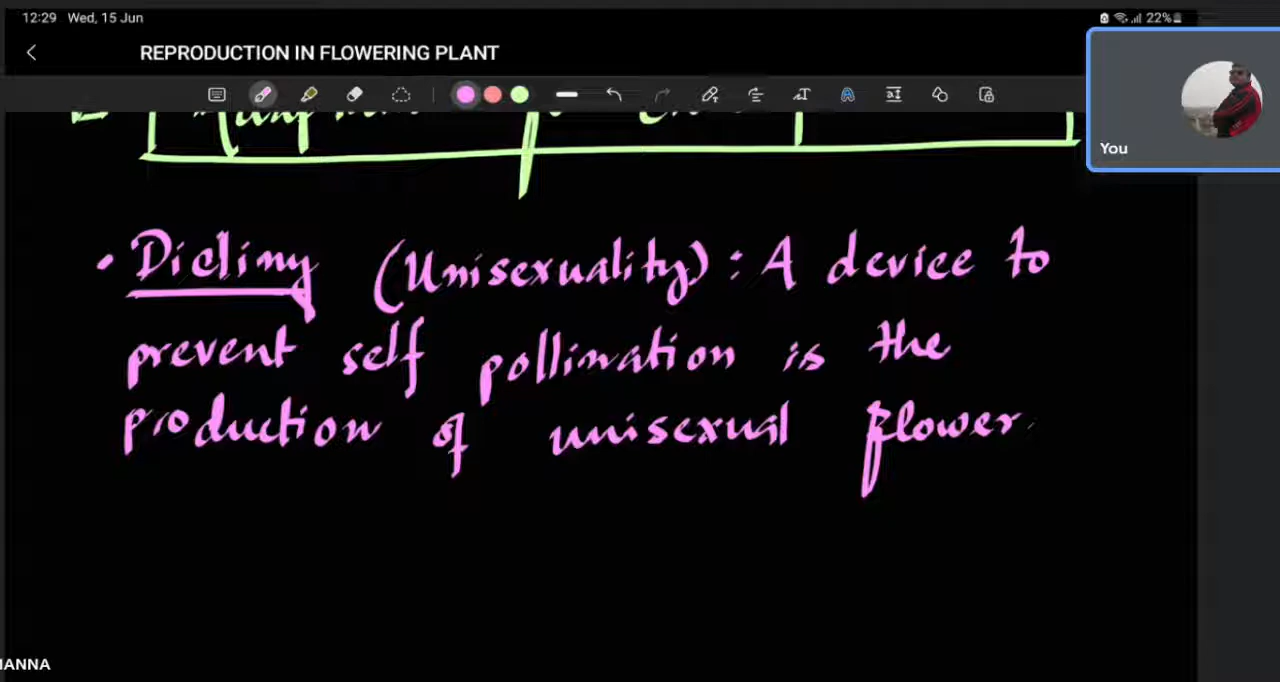 12:29 Wed, 15 Jun
22%
REPRODUCTION IN FLOWERING PLANT
You
• Dicliny (Unisexuality) : A device to
prevent self pollination is the
production of unisexual flower
MANNA